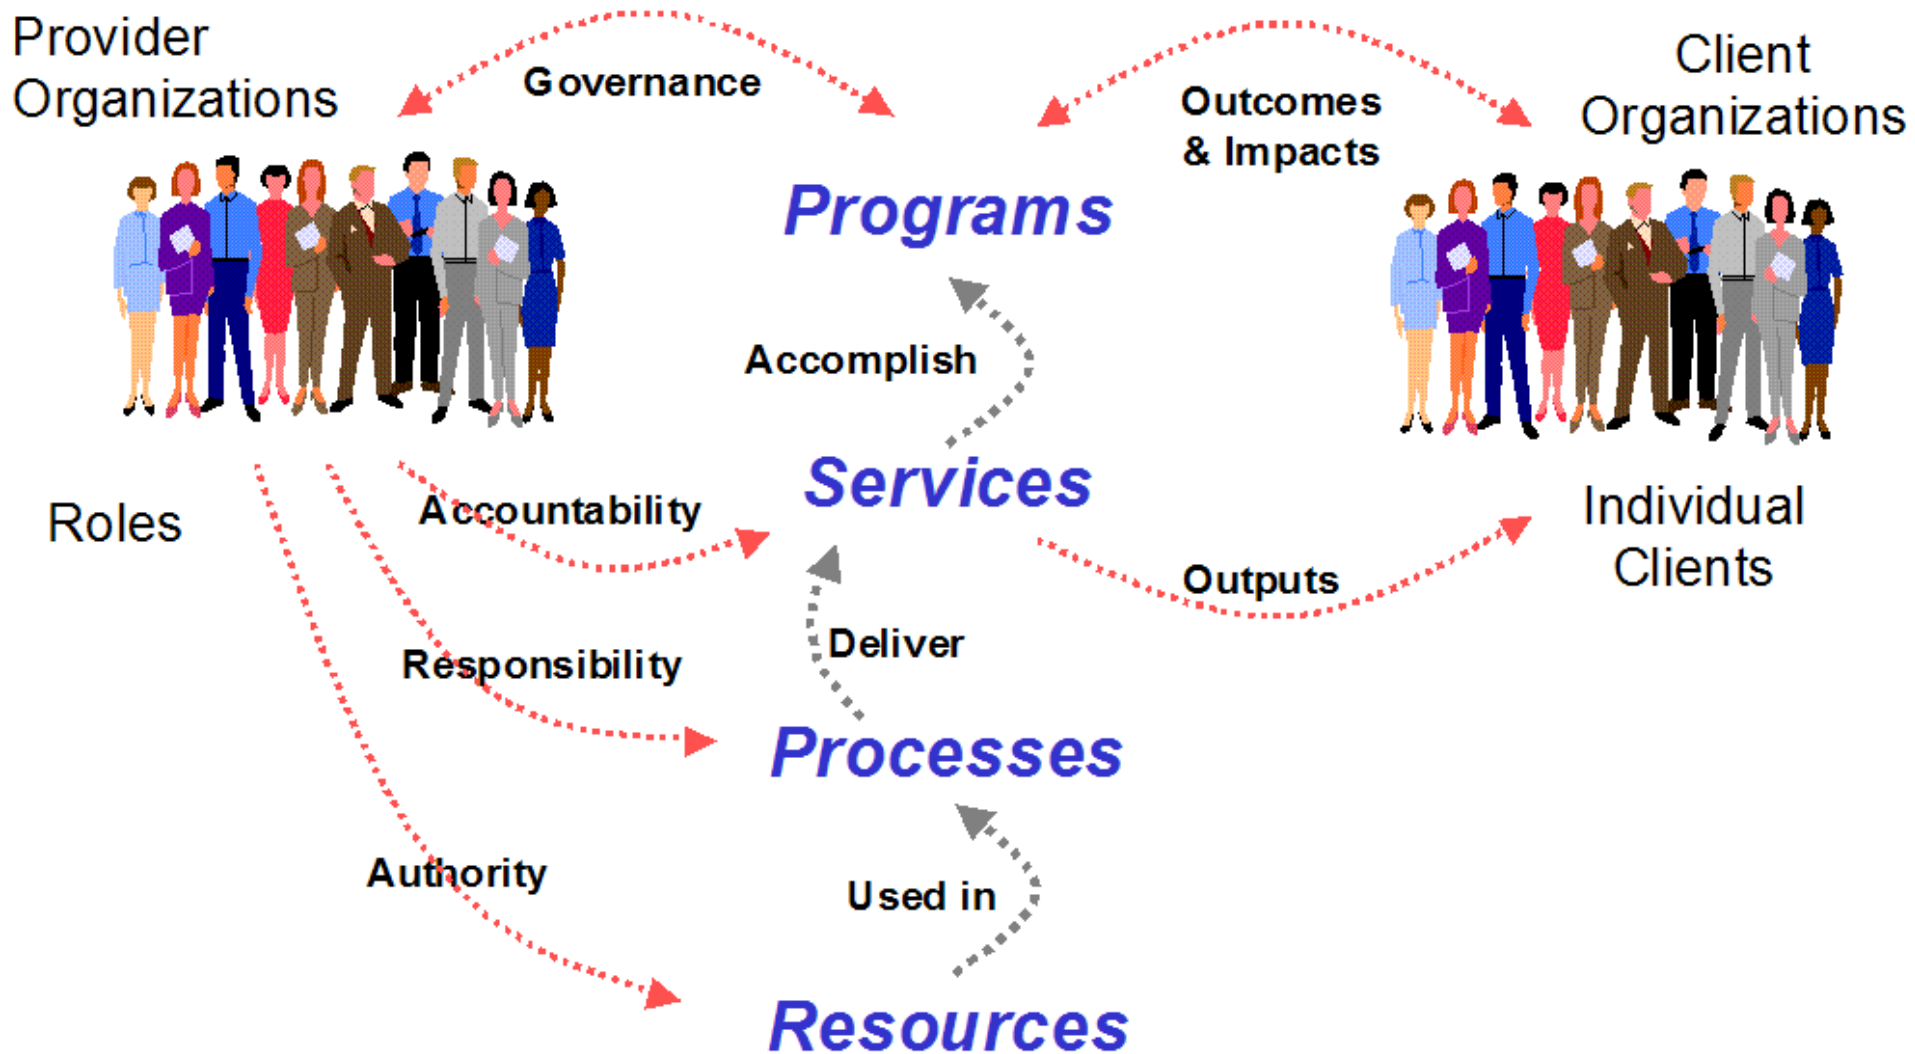 Provider
Organizations
Governance
Outcomes
& Impacts
Client
Organizations
Programs
Accomplish
Services
Roles
Accountability
Individual
Clients
Outputs
Deliver
Responsibility
Processes
Authority
Used in
Resources